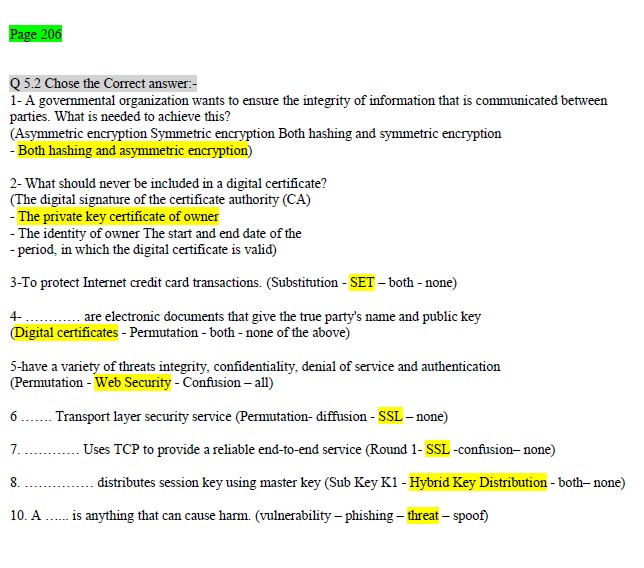 Page 206
Q 5.2 Chose the Correct answer:-
1- A governmental organization wants to ensure the integrity of information that is communicated between
parties. What is needed to achieve this?
(Asymmetric encryption Symmetric encryption Both hashing and symmetric encryption
- Both hashing and asymmetric encryption)
2- What should never be included in a digital certificate?
(The digital signature of the certificate authority (CA)
- The private key certificate of owner
- The identity of owner The start and end date of the
- period, in which the digital certificate is valid)
3-To protect Internet credit card transactions. (Substitution - SET – both - none)
4- ………… are electronic documents that give the true party's name and public key
(Digital certificates - Permutation - both - none of the above)
5-have a variety of threats integrity, confidentiality, denial of service and authentication
(Permutation - Web Security - Confusion – all)
6 ……. Transport layer security service (Permutation- diffusion - SSL – none)
7. ………… Uses TCP to provide a reliable end-to-end service (Round 1- SSL -confusion– none)
8. …………… distributes session key using master key (Sub Key K1 - Hybrid Key Distribution - both– none)
10. A …... is anything that can cause harm. (vulnerability – phishing – threat – spoof)